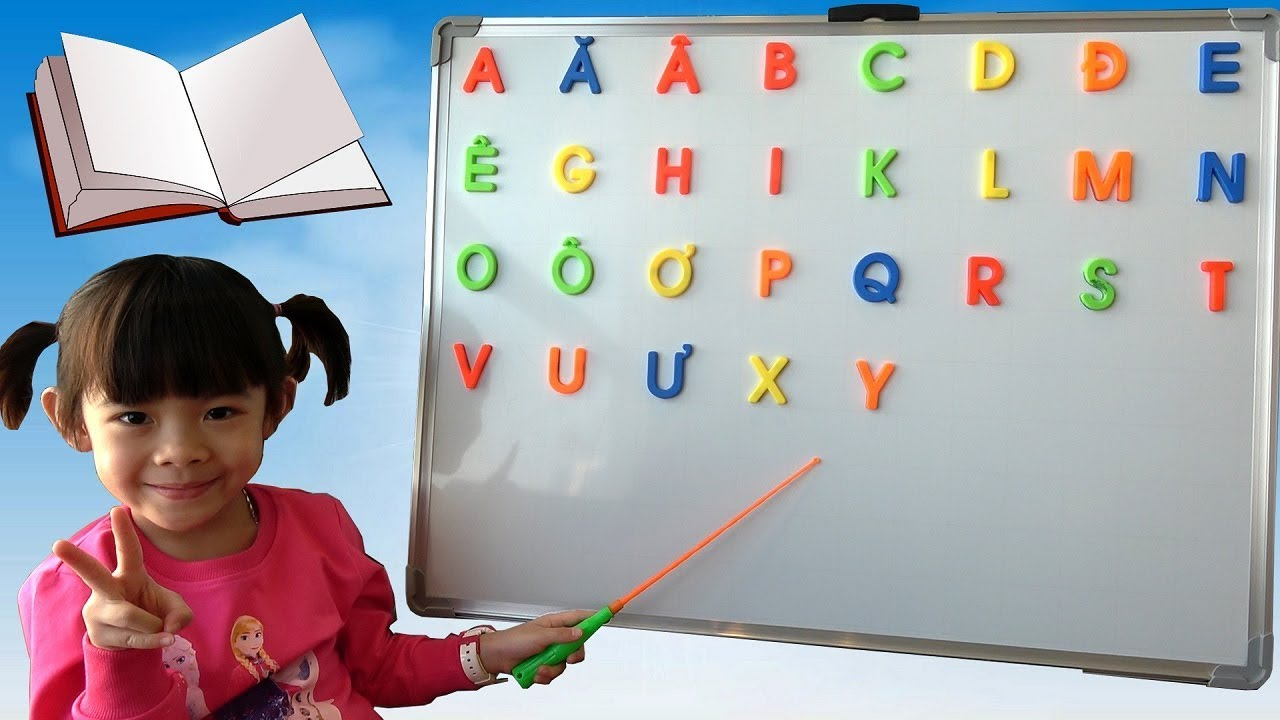 A Ă Â B C D Đ E
Ê G H I K L M N
O Ô Ơ P Q R S T
V U Ư X Y